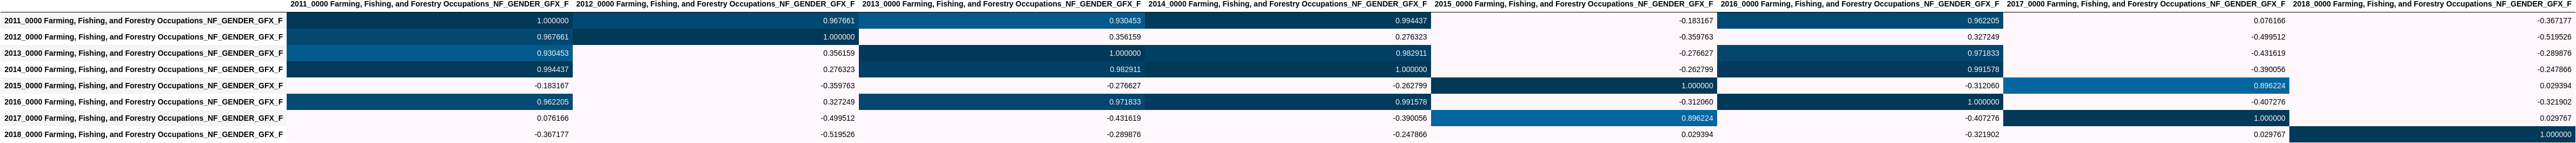 2011_0000 Farming, Fishing, and Forestry Occupations_NF_GENDER_GFX_F 2012_0000 Farming, Fishing, and Forestry Occupations_NF_GENDER_GFX_F 2013_0000 Farming, Fishing, and Forestry Occupations_NF_GENDER_GFX_F 2014_0000 Farming, Fishing, and Forestry Occupations_NF_GENDER_GFX_F 2015_0000 Farming, Fishing, and Forestry Occupations_NF_GENDER_GFX_F 2016_0000 Farming, Fishing, and Forestry Occupations_NF_GENDER_GFX_F 2017_0000 Farming, Fishing, and Forestry Occupations_NF_GENDER_GFX_F 2018_0000 Farming, Fishing, and Forestry Occupations_NF_GENDER_GFX_F
2011_0000 Farming, Fishing, and Forestry Occupations_NF_GENDER_GFX_F 1.000000 0.967661 0.930453 0.994437 -0.183167 0.962205 0.076166 -0.367177
2012_0000 Farming, Fishing, and Forestry Occupations_NF_GENDER_GFX_F 0.967661 1.000000 0.356159 0.276323 -0.359763 0.327249 -0.499512 -0.519526
2013_0000 Farming, Fishing, and Forestry Occupations_NF_GENDER_GFX_F 0.930453 0.356159 1.000000 0.982911 -0.276627 0.971833 -0.431619 -0.289876
2014_0000 Farming, Fishing, and Forestry Occupations_NF_GENDER_GFX_F 0.994437 0.276323 0.982911 1.000000 -0.262799 0.991578 -0.390056 -0.247866
2015_0000 Farming, Fishing, and Forestry Occupations_NF_GENDER_GFX_F -0.183167 -0.359763 -0.276627 -0.262799 1.000000 -0.312060 0.896224 0.029394
2016_0000 Farming, Fishing, and Forestry Occupations_NF_GENDER_GFX_F 0.962205 0.327249 0.971833 0.991578 -0.312060 1.000000 -0.407276 -0.321902
2017_0000 Farming, Fishing, and Forestry Occupations_NF_GENDER_GFX_F 0.076166 -0.499512 -0.431619 -0.390056 0.896224 -0.407276 1.000000 0.029767
2018_0000 Farming, Fishing, and Forestry Occupations_NF_GENDER_GFX_F -0.367177 -0.519526 -0.289876 -0.247866 0.029394 -0.321902 0.029767 1.000000